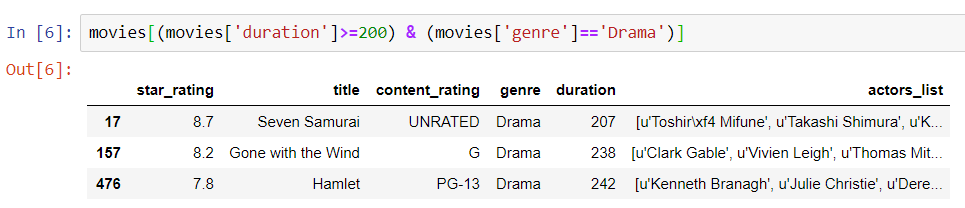 In [6]: movies[(movies['duration']>=200) & (movies['genre']=='Drama')]
Out[6]:
star_rating title content_rating genre duration actors_list
17 8.7 Seven Samurai UNRATED Drama 207 [u'Toshir\xf4 Mifune', u'Takashi Shimura', u'K...
157 8.2 Gone with the Wind G Drama 238 [u'Clark Gable', u'Vivien Leigh', u'Thomas Mit...
476 7.8 Hamlet PG-13 Drama 242 [u'Kenneth Branagh', u'Julie Christie', u'Dere...